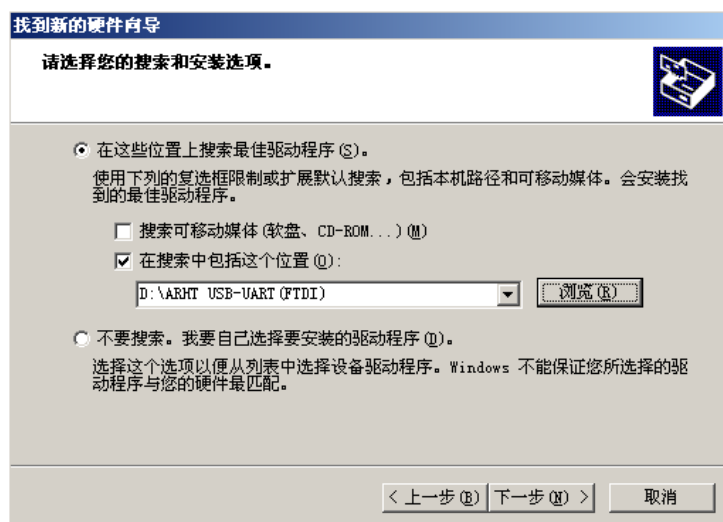 找到新的硬件向导
请选择您的搜索和安装选项。
在这些位置上搜索最佳驱动程序(S)。
使用下列的复选框限制或扩展默认搜索，包括本机路径和可移动媒体。会安装找
到的最佳驱动程序。
搜索可移动媒体(软盘、CD-ROM...)(M)
在搜索中包括这个位置(O):
D:\ARHT USB-UART(FTDI)
浏览(R)
不要搜索。我要自己选择要安装的驱动程序(D)。
选择这个选项以便从列表中选择设备驱动程序。Windows 不能保证您所选择的驱
动程序与您的硬件最匹配。
< 上一步(B) 下一步(N) > 取消